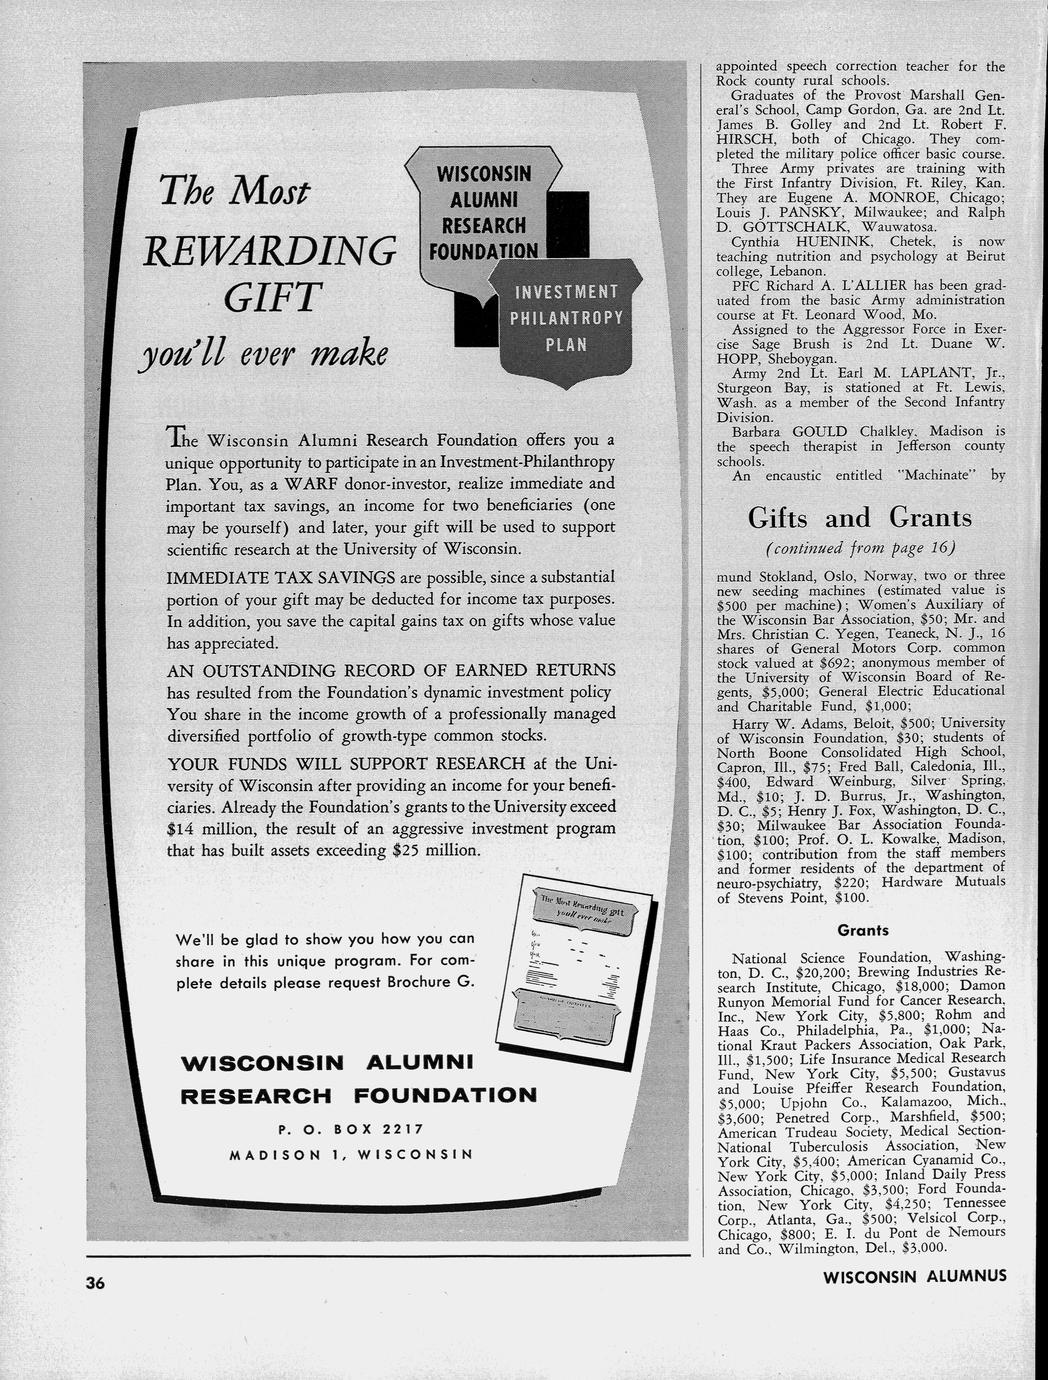 The Most
REWARDING
GIFT
you'll ever make
WISCONSIN
ALUMNI
RESEARCH
FOUNDATION
INVESTMENT
PHILANTROPY
PLAN
The Wisconsin Alumni Research Foundation offers you a
unique opportunity to participate in an Investment-Philanthropy
Plan. You, as a WARF donor-investor, realize immediate and
important tax savings, an income for two beneficiaries (one
may be yourself) and later, your gift will be used to support
scientific research at the University of Wisconsin.
IMMEDIATE TAX SAVINGS are possible, since a substantial
portion of your gift may be deducted for income tax purposes.
In addition, you save the capital gains tax on gifts whose value
has appreciated.
AN OUTSTANDING RECORD OF EARNED RETURNS
has resulted from the Foundation's dynamic investment policy
You share in the income growth of a professionally managed
diversified portfolio of growth-type common stocks.
YOUR FUNDS WILL SUPPORT RESEARCH at the Uni-
versity of Wisconsin after providing an income for your benefi-
ciaries. Already the Foundation's grants to the University exceed
$14 million, the result of an aggressive investment program
that has built assets exceeding $25 million.
We'll be glad to show you how you can
share in this unique program. For com-
plete details please request Brochure G.
The Most Rewarding gift
you'll ever make
WISCONSIN ALUMNI
RESEARCH FOUNDATION
P. O. BOX 2217
MADISON 1, WISCONSIN
appointed speech correction teacher for the
Rock county rural schools.
Graduates of the Provost Marshall Gen-
eral's School, Camp Gordon, Ga. are 2nd Lt.
James B. Golley and 2nd Lt. Robert F.
HIRSCH, both of Chicago. They com-
pleted the military police officer basic course.
Three Army privates are training with
the First Infantry Division, Ft. Riley, Kan.
They are Eugene A. MONROE, Chicago;
Louis J. PANSKY, Milwaukee; and Ralph
D. GOTTSCHALK, Wauwatosa.
Cynthia HUENINK, Chetek, is now
teaching nutrition and psychology at Beirut
college, Lebanon.
PFC Richard A. L'ALLIER has been grad-
uated from the basic Army administration
course at Ft. Leonard Wood, Mo.
Assigned to the Aggressor Force in Exer-
cise Sage Brush is 2nd Lt. Duane W.
HOPP, Sheboygan.
Army 2nd Lt. Earl M. LAPLANT, Jr.,
Sturgeon Bay, is stationed at Ft. Lewis,
Wash. as a member of the Second Infantry
Division.
Barbara GOULD Chalkley, Madison is
the speech therapist in Jefferson county
schools.
An encaustic entitled "Machinate" by
Gifts and Grants
(continued from page 16)
mund Stokland, Oslo, Norway, two or three
new seeding machines (estimated value is
$500 per machine); Women's Auxiliary of
the Wisconsin Bar Association, $50; Mr. and
Mrs. Christian C. Yegen, Teaneck, N. J., 16
shares of General Motors Corp. common
stock valued at $692; anonymous member of
the University of Wisconsin Board of Re-
gents, $5,000; General Electric Educational
and Charitable Fund, $1,000;
Harry W. Adams, Beloit, $500; University
of Wisconsin Foundation, $30; students of
North Boone Consolidated High School,
Capron, Ill., $75; Fred Ball, Caledonia, Ill.,
$400, Edward Weinburg, Silver Spring,
Md., $10; J. D. Burrus, Jr., Washington,
D. C., $5; Henry J. Fox, Washington, D. C.,
$30; Milwaukee Bar Association Founda-
tion, $100; Prof. O. L. Kowalke, Madison,
$100; contribution from the staff members
and former residents of the department of
neuro-psychiatry, $220; Hardware Mutuals
of Stevens Point, $100.
Grants
National Science Foundation, Washing-
ton, D. C., $20,200; Brewing Industries Re-
search Institute, Chicago, $18,000; Damon
Runyon Memorial Fund for Cancer Research,
Inc., New York City, $5,800; Rohm and
Haas Co., Philadelphia, Pa., $1,000; Na-
tional Kraut Packers Association, Oak Park,
Ill., $1,500; Life Insurance Medical Research
Fund, New York City, $5,500; Gustavus
and Louise Pfeiffer Research Foundation,
$5,000; Upjohn Co., Kalamazoo, Mich.,
$3,600; Penetred Corp., Marshfield, $500;
American Trudeau Society, Medical Section-
National Tuberculosis Association, New
York City, $5,400; American Cyanamid Co.,
New York City, $5,000; Inland Daily Press
Association, Chicago, $3,500; Ford Founda-
tion, New York City, $4,250; Tennessee
Corp., Atlanta, Ga., $500; Velsicol Corp.,
Chicago, $800; E. I. du Pont de Nemours
and Co., Wilmington, Del., $3,000.
36
WISCONSIN ALUMNUS